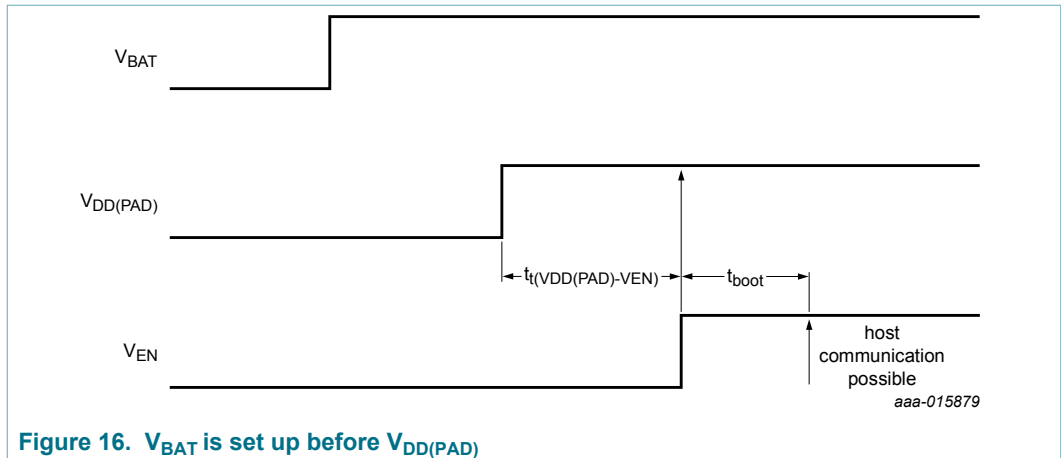 VBAT
VDD(PAD)
tt(VDD(PAD)-VEN)
tboot
VEN
host
communication
possible
aaa-015879
Figure 16. VBAT is set up before VDD(PAD)